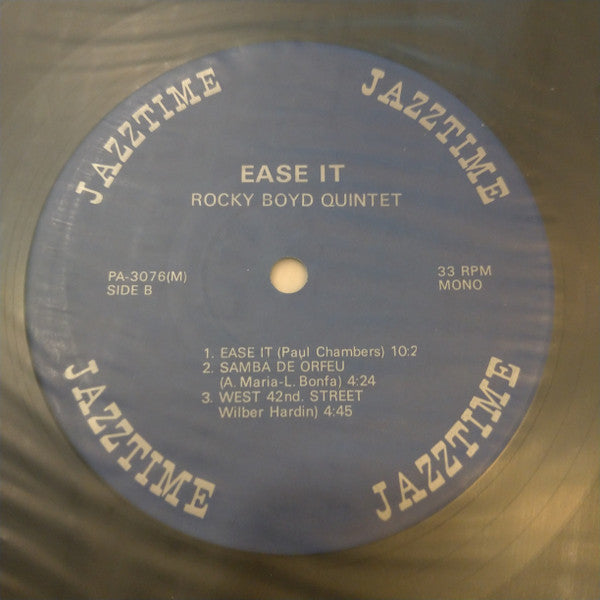 JAZZTIME
JAZZTIME
EASE IT
ROCKY BOYD QUINTET
PA-3076(M)
SIDE B
33 RPM
MONO
1. EASE IT (Paul Chambers) 10:2
2. SAMBA DE ORFEU
(A. Maria-L. Bonfa) 4:24
3. WEST 42nd. STREET
Wilber Hardin) 4:45
JAZZTIME
JAZZTIME